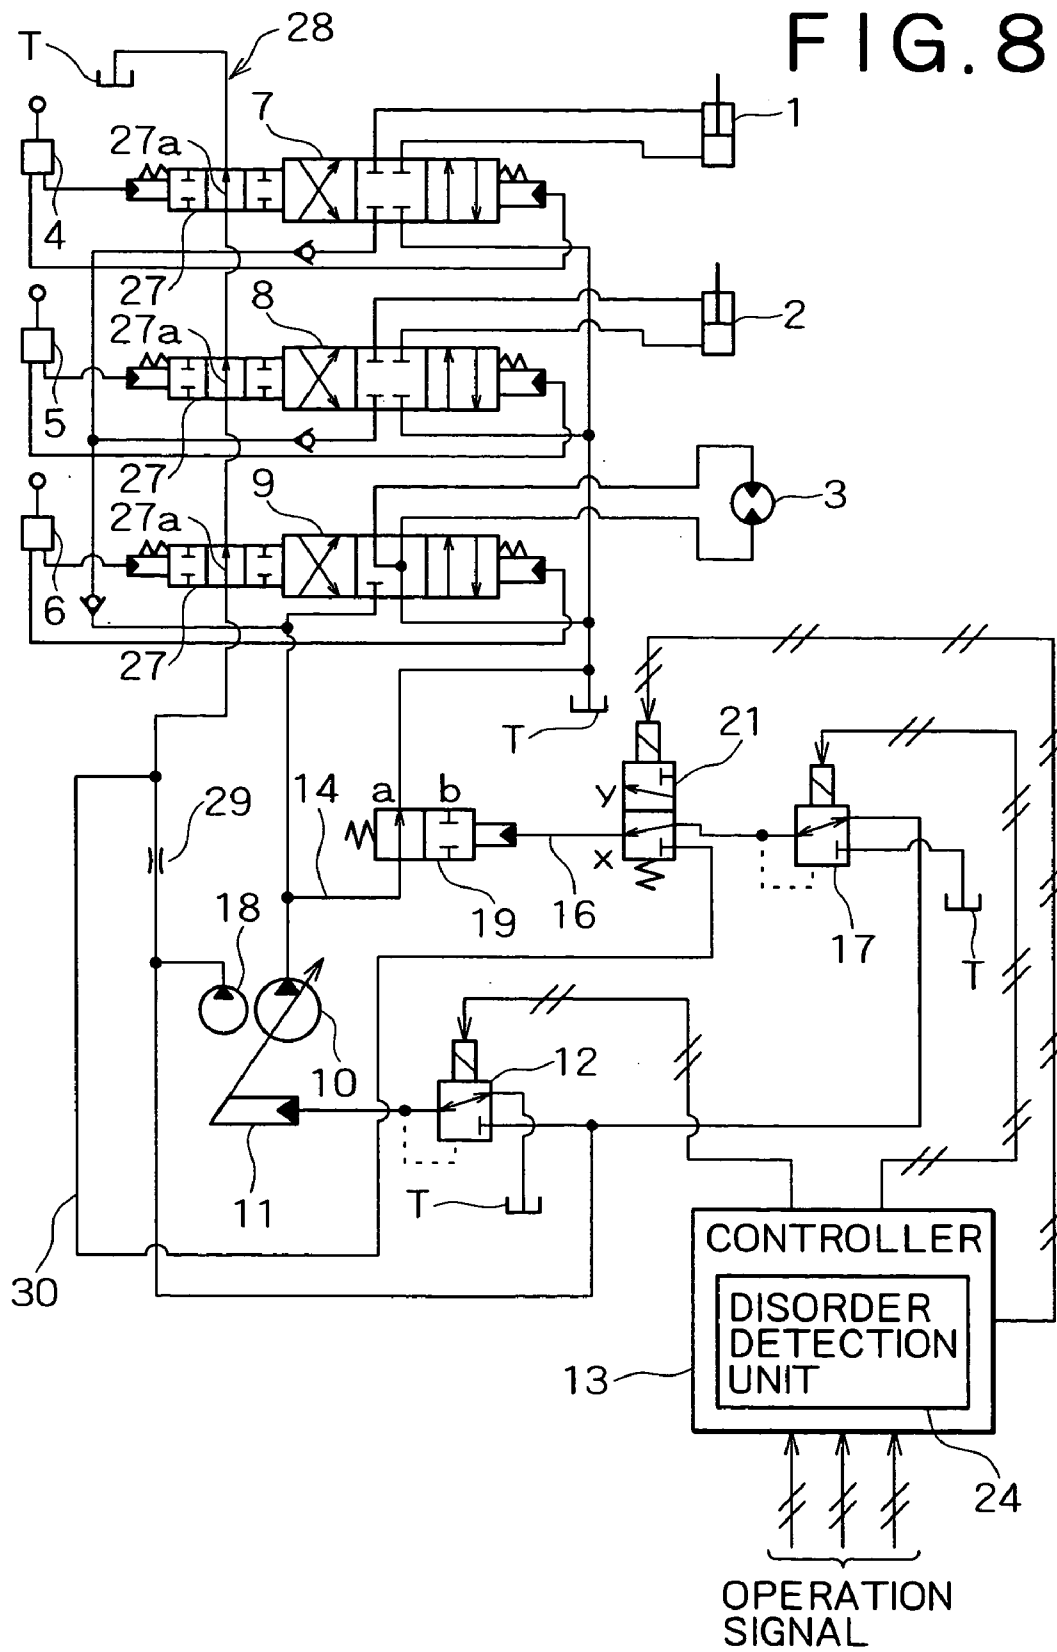 FIG. 8
T
28
7
1
27a
4
27
27a
8
2
5
27
27a
9
3
6
27
T
21
14
a
b
y
x
29
18
19
16
17
T
10
12
11
T
30
CONTROLLER
DISORDER
DETECTION
UNIT
13
24
OPERATION
SIGNAL